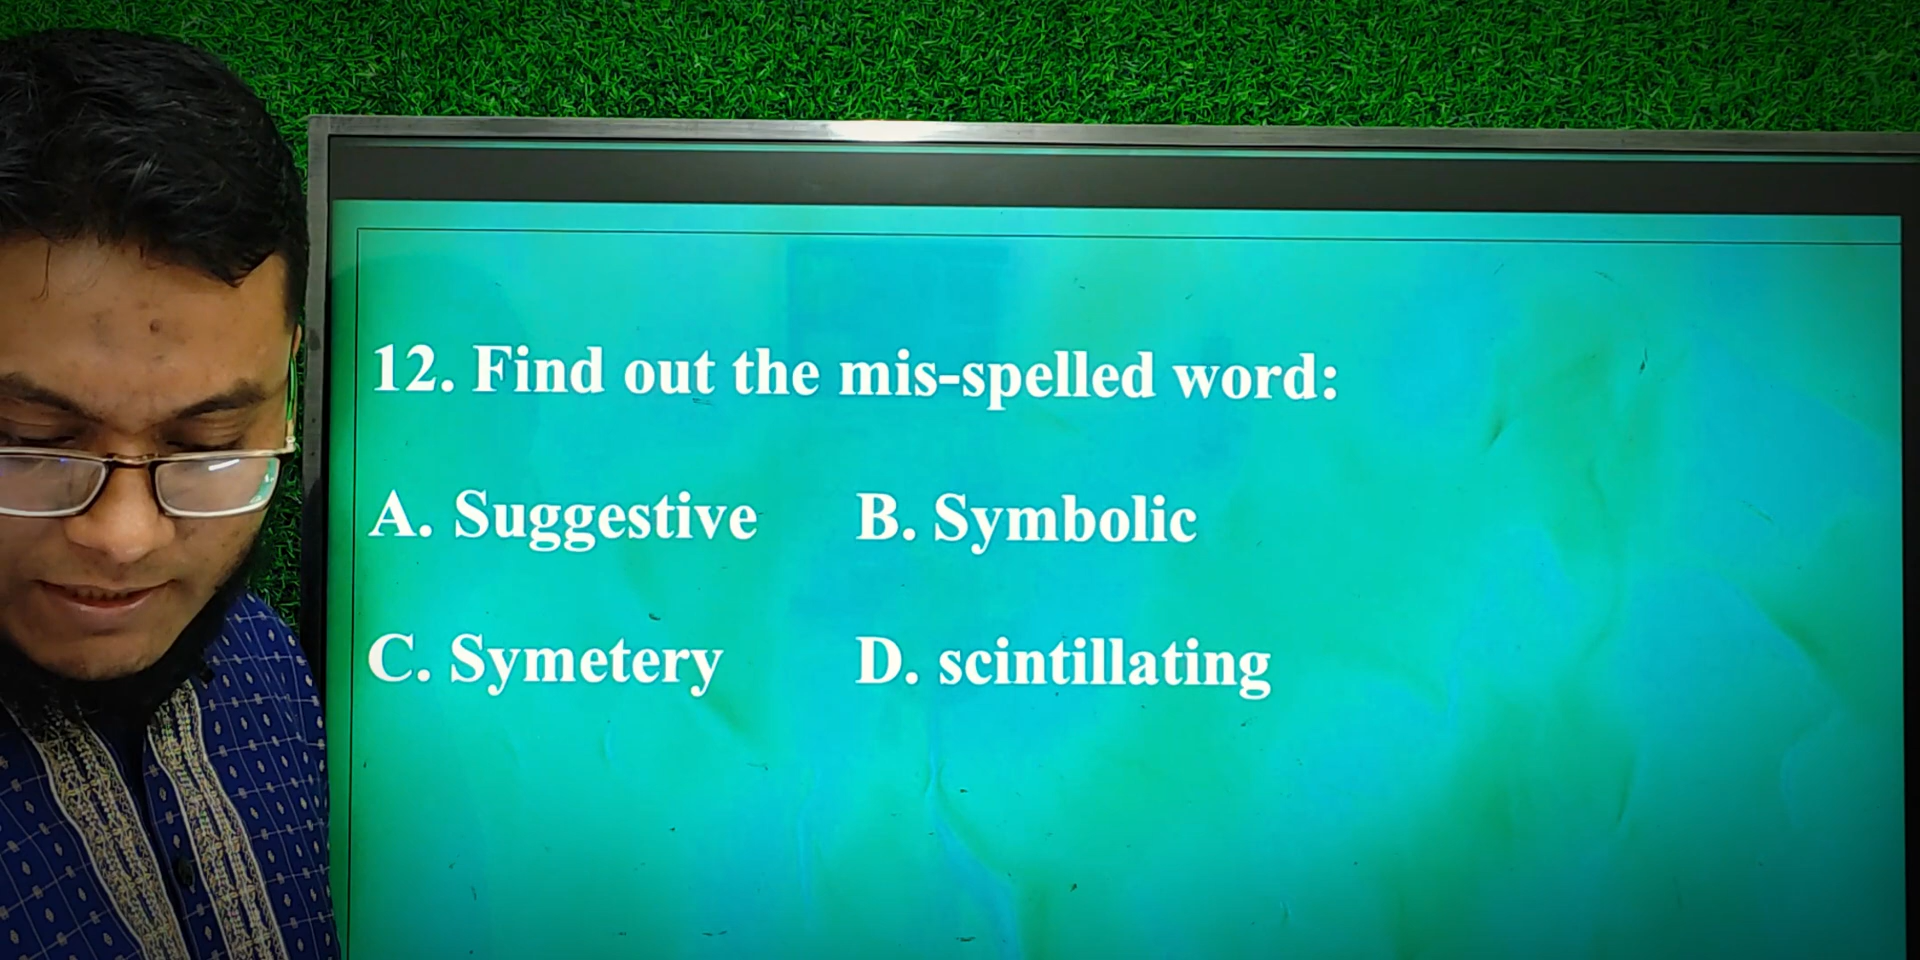 12. Find out the mis-spelled word:
A. Suggestive B. Symbolic
C. Symetery D. scintillating